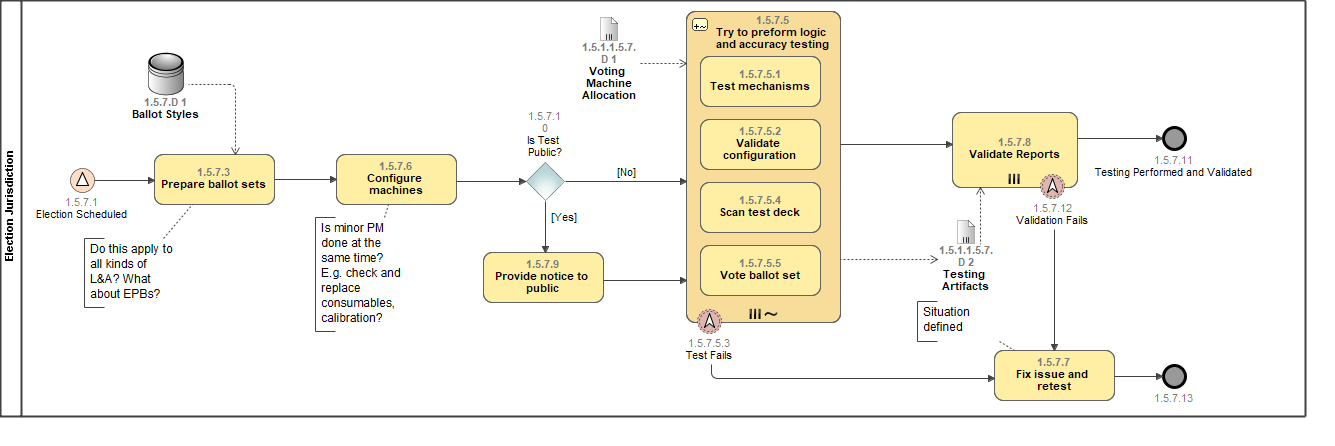 Election Jurisdiction
1.5.7.1
Election Scheduled
1.5.7.D 1
Ballot Styles
1.5.7.3
Prepare ballot sets
Do this apply to
all kinds of
L&A? What
about EPBs?
1.5.7.6
Configure
machines
Is minor PM
done at the
same time?
E.g. check and
replace
consumables,
calibration?
1.5.7.1
0
Is Test
Public?
[No]
[Yes]
1.5.7.9
Provide notice to
public
1.5.1.1.5.7.
D 1
Voting
Machine
Allocation
1.5.7.5
Try to preform logic
and accuracy testing
1.5.7.5.1
Test mechanisms
1.5.7.5.2
Validate
configuration
1.5.7.5.4
Scan test deck
1.5.7.5.5
Vote ballot set
1.5.7.5.3
Test Fails
1.5.7.8
Validate Reports
1.5.7.11
Testing Performed and Validated
1.5.7.12
Validation Fails
1.5.1.1.5.7.
D 2
Testing
Artifacts
Situation
defined
1.5.7.7
Fix issue and
retest
1.5.7.13